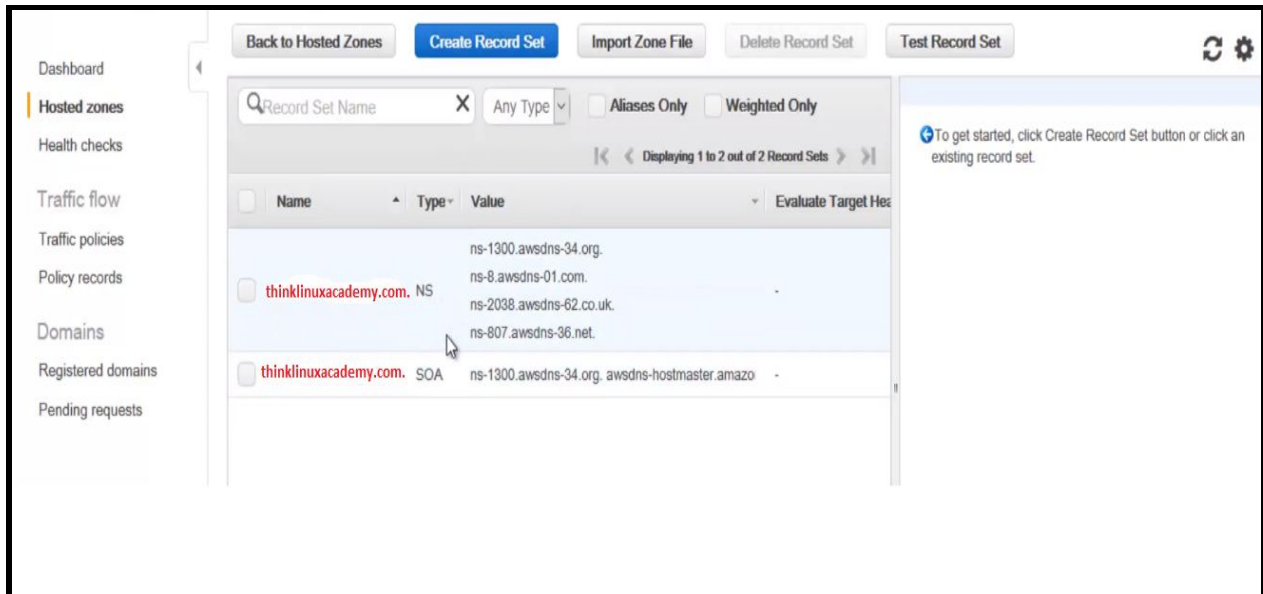 Back to Hosted Zones Create Record Set Import Zone File Delete Record Set Test Record Set
Dashboard
Hosted zones
Health checks
Traffic flow
Traffic policies
Policy records
Domains
Registered domains
Pending requests
Record Set Name X Any Type Aliases Only Weighted Only
Displaying 1 to 2 out of 2 Record Sets
Name Type Value Evaluate Target Hea
thinklinuxacademy.com. NS
ns-1300.awsdns-34.org.
ns-8.awsdns-01.com.
ns-2038.awsdns-62.co.uk.
ns-807.awsdns-36.net.
-
thinklinuxacademy.com. SOA ns-1300.awsdns-34.org. awsdns-hostmaster.amazo -
To get started, click Create Record Set button or click an
existing record set.